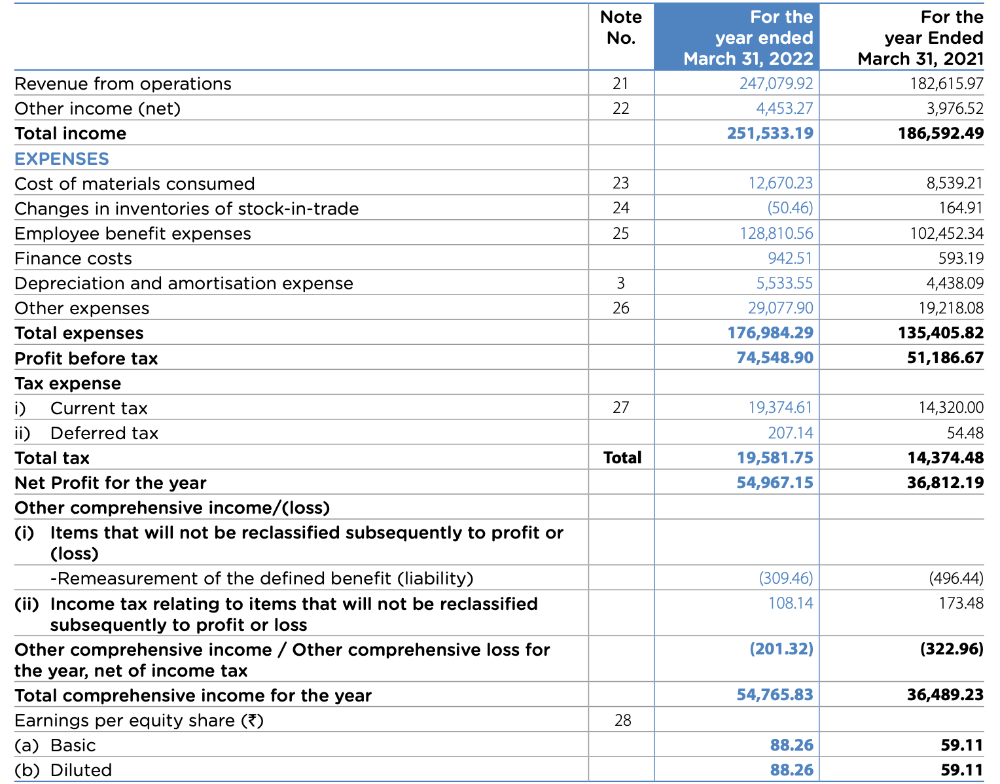 Note No. For the year ended March 31, 2022 For the year Ended March 31, 2021
Revenue from operations 21 247,079.92 182,615.97
Other income (net) 22 4,453.27 3,976.52
Total income 251,533.19 186,592.49
EXPENSES
Cost of materials consumed 23 12,670.23 8,539.21
Changes in inventories of stock-in-trade 24 (50.46) 164.91
Employee benefit expenses 25 128,810.56 102,452.34
Finance costs 942.51 593.19
Depreciation and amortisation expense 3 5,533.55 4,438.09
Other expenses 26 29,077.90 19,218.08
Total expenses 176,984.29 135,405.82
Profit before tax 74,548.90 51,186.67
Tax expense
i) Current tax 27 19,374.61 14,320.00
ii) Deferred tax 207.14 54.48
Total tax Total 19,581.75 14,374.48
Net Profit for the year 54,967.15 36,812.19
Other comprehensive income/(loss)
(i) Items that will not be reclassified subsequently to profit or
(loss)
-Remeasurement of the defined benefit (liability) (309.46) (496.44)
(ii) Income tax relating to items that will not be reclassified 108.14 173.48
subsequently to profit or loss
Other comprehensive income / Other comprehensive loss for (201.32) (322.96)
the year, net of income tax
Total comprehensive income for the year 54,765.83 36,489.23
Earnings per equity share (₹) 28
(a) Basic 88.26 59.11
(b) Diluted 88.26 59.11